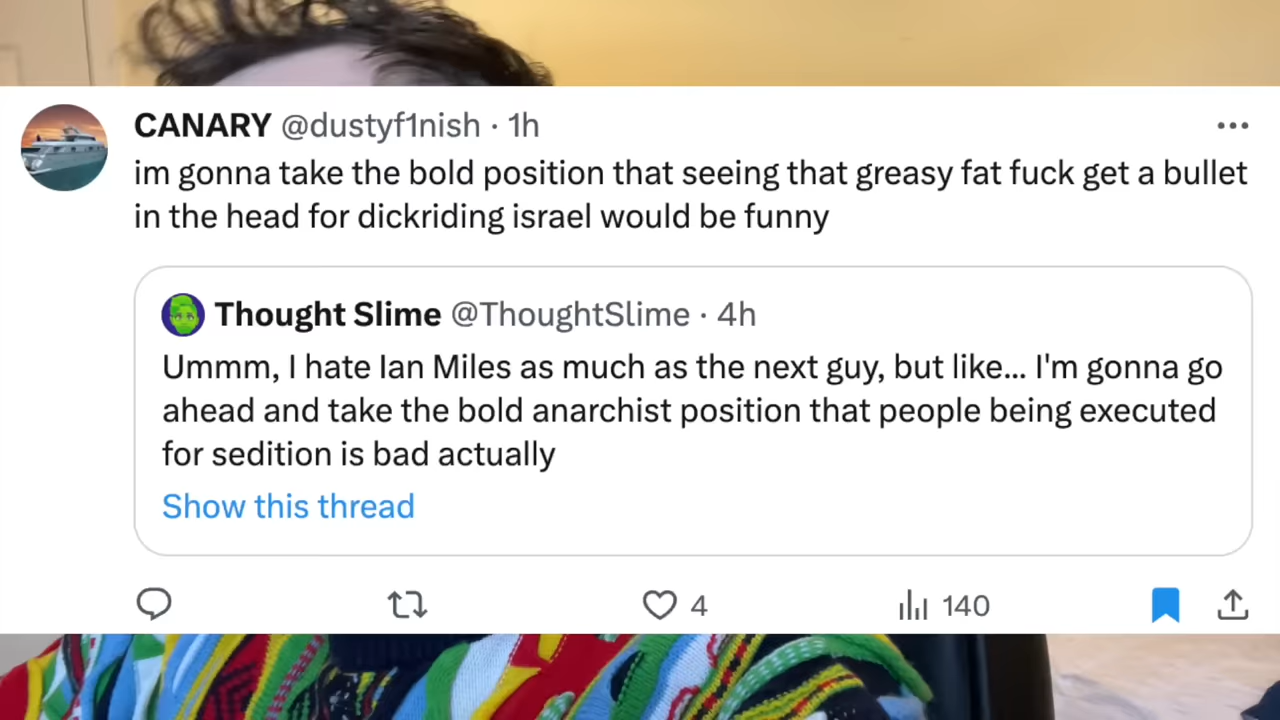 CANARY @dustyf1nish · 1h
im gonna take the bold position that seeing that greasy fat fuck get a bullet
in the head for dickriding israel would be funny
Thought Slime @ThoughtSlime · 4h
Ummm, I hate Ian Miles as much as the next guy, but like... I'm gonna go
ahead and take the bold anarchist position that people being executed
for sedition is bad actually
Show this thread
4
140